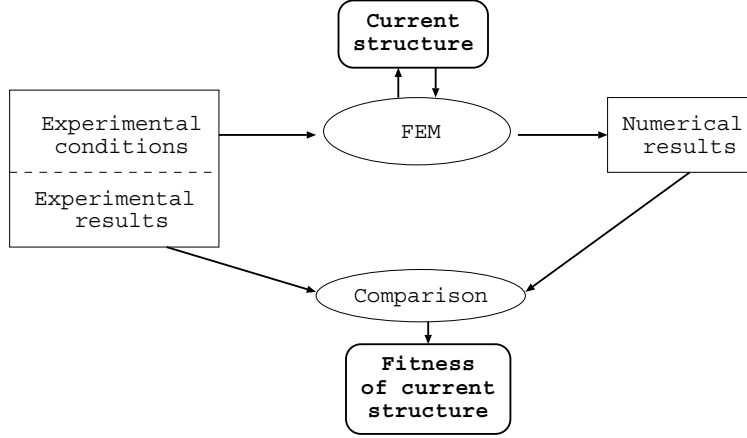 Current
structure
Experimental
conditions
FEM
Numerical
results
Experimental
results
Comparison
Fitness
of current
structure